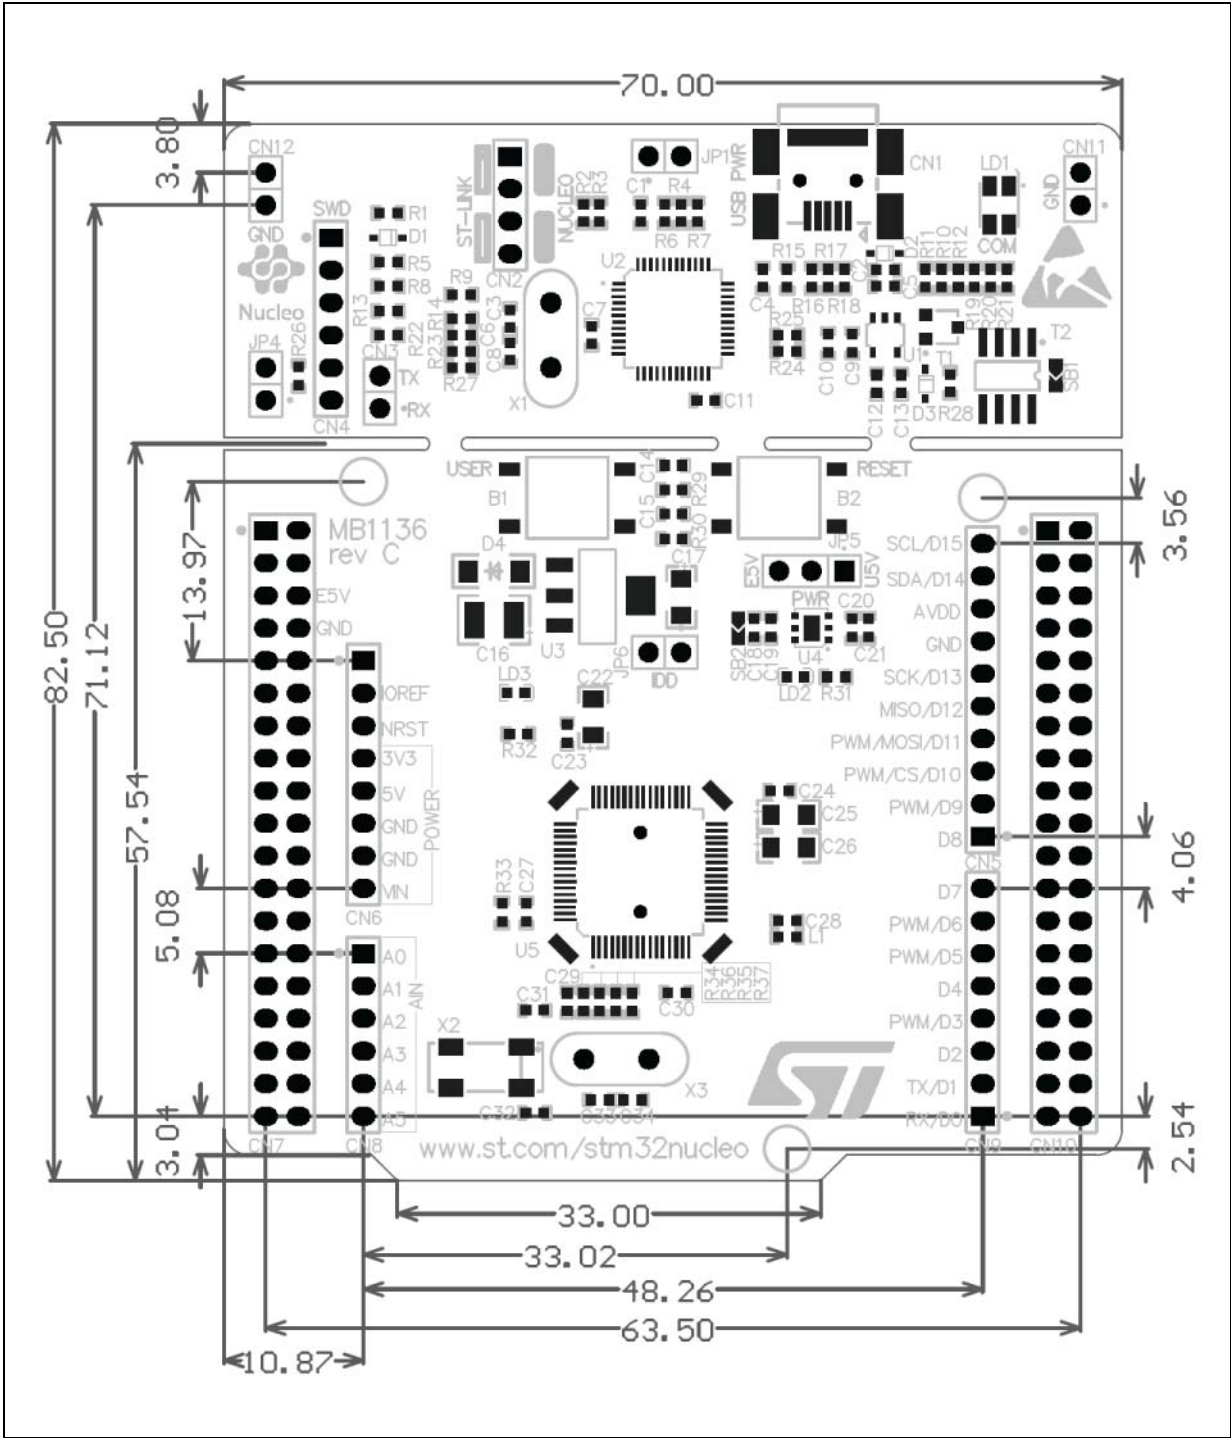 70.00
3.80
CN12
GND
Nucleo
SWD
R1
D1
R5
R8
R13
R22
JP4
R26
CN3
TX
RX
CN4
ST-LINK
NUCLEO
CN2
R2
R3
C1
R4
JP1
R6
R7
USB PWR
CN1
LD1
COM
CN11
GND
R9
R14
R23
R27
C3
C6
C8
X1
C7
U2
C11
R15
R17
C4
R16
R18
C2
D2
C5
R11
R10
R12
R19
R20
R21
R25
R24
C10
C9
U1
T1
T2
SB1
C12
C13
D3
R28
82.50
71.12
57.54
13.97
5.08
3.04
3.56
4.06
2.54
USER
B1
C14
R29
C15
R30
B2
RESET
MB1136
rev C
E5V
GND
D4
C16
U3
C17
E5V
JP5
U5V
PWR
C20
C21
SB2
C18
C19
U4
LD2
R31
JP6
IDD
LD3
R32
C22
C23
IOREF
NRST
3V3
5V
GND
GND
VIN
POWER
CN6
SCL/D15
SDA/D14
AVDD
GND
SCK/D13
MISO/D12
PWM/MOSI/D11
PWM/CS/D10
PWM/D9
D8
CN5
C24
C25
C26
R33
C27
U5
C28
L1
C29
C30
C31
R34
R36
R35
R37
A0
A1
A2
A3
A4
A5
AIN
CN7
CN8
X2
X3
C32
C33
C34
D7
PWM/D6
PWM/D5
D4
PWM/D3
D2
TX/D1
RX/D0
CN9
CN10
ST
www.st.com/stm32nucleo
33.00
33.02
48.26
63.50
10.87